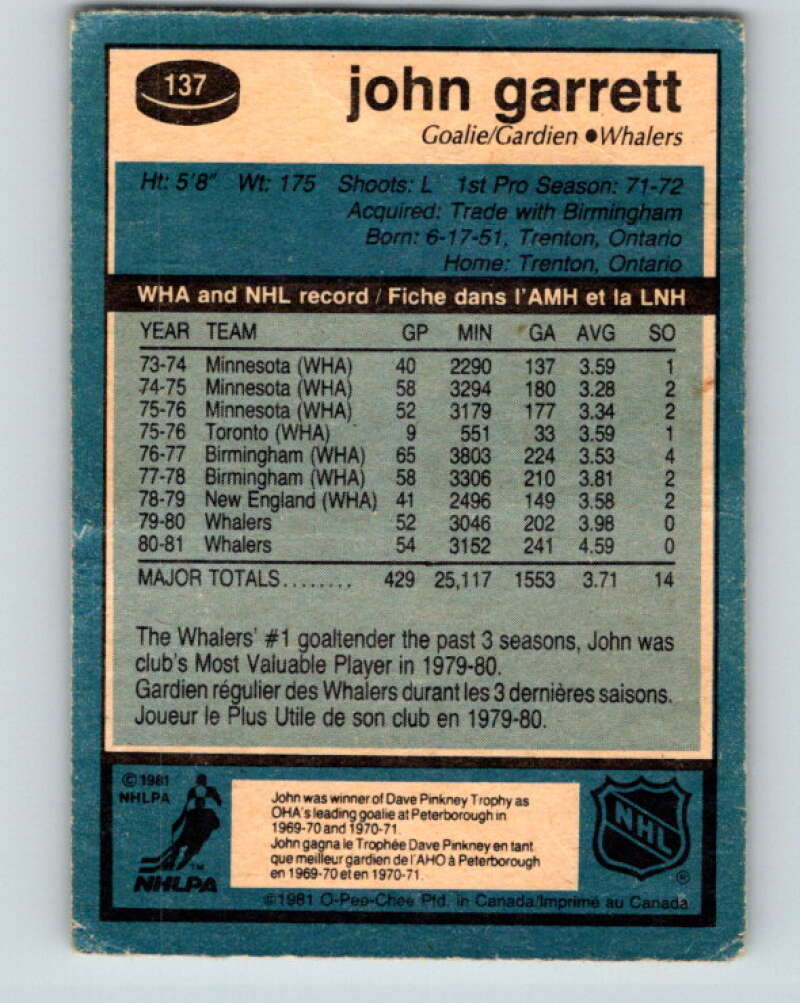 137
john garrett
Goalie/Gardien ●Whalers
Ht: 5'8" Wt: 175 Shoots: L 1st Pro Season: 71-72
Acquired: Trade with Birmingham
Born: 6-17-51, Trenton, Ontario
Home: Trenton, Ontario
WHA and NHL record / Fiche dans l'AMH et la LNH
YEAR TEAM GP MIN GA AVG SO
73-74 Minnesota (WHA) 40 2290 137 3.59 1
74-75 Minnesota (WHA) 58 3294 180 3.28 2
75-76 Minnesota (WHA) 52 3179 177 3.34 2
75-76 Toronto (WHA) 9 551 33 3.59 1
76-77 Birmingham (WHA) 65 3803 224 3.53 4
77-78 Birmingham (WHA) 58 3306 210 3.81 2
78-79 New England (WHA) 41 2496 149 3.58 2
79-80 Whalers 52 3046 202 3.98 0
80-81 Whalers 54 3152 241 4.59 0
MAJOR TOTALS........ 429 25,117 1553 3.71 14
The Whalers' #1 goaltender the past 3 seasons, John was
club's Most Valuable Player in 1979-80.
Gardien régulier des Whalers durant les 3 dernières saisons.
Joueur le Plus Utile de son club en 1979-80.
© 1981
NHLPA
John was winner of Dave Pinkney Trophy as
OHA's leading goalie at Peterborough in
1969-70 and 1970-71.
John gagna le Trophée Dave Pinkney en tant
que meilleur gardien de l'AHO à Peterborough
en 1969-70 et en 1970-71.
TM
NHLPA
NHL
®
©1981 O-Pee-Chee Ptd. in Canada/Imprimé au Canada